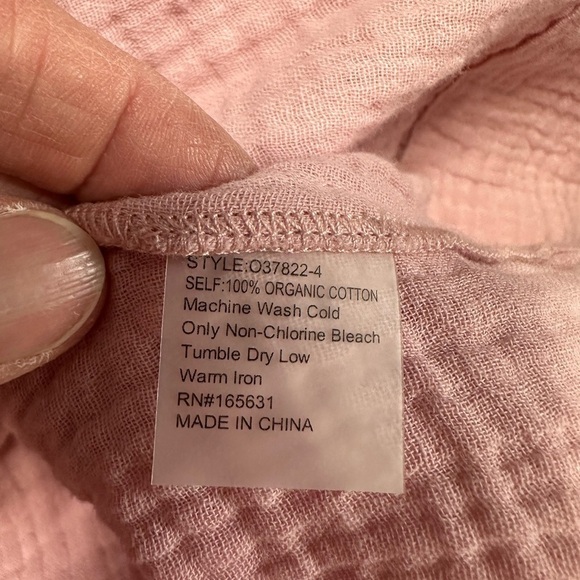 STYLE:O37822-4
SELF:100% ORGANIC COTTON
Machine Wash Cold
Only Non-Chlorine Bleach
Tumble Dry Low
Warm Iron
RN#165631
MADE IN CHINA